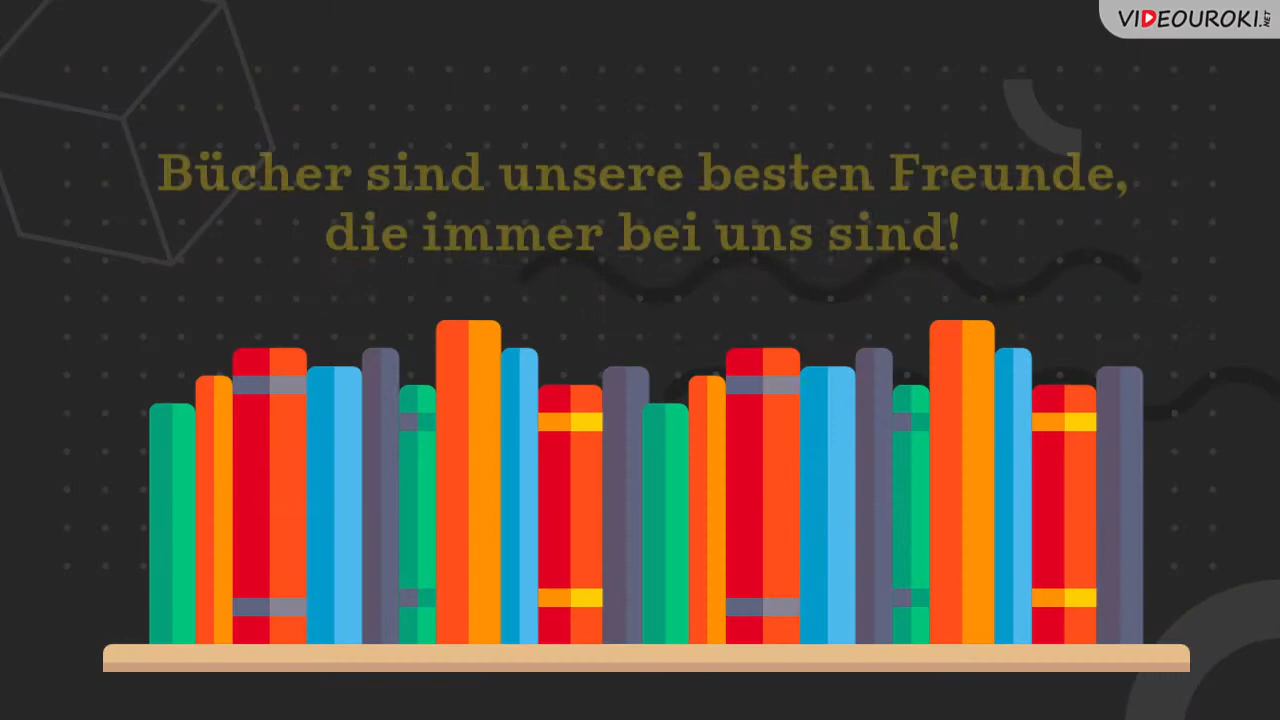 VIDEOUROKI.NET
Bücher sind unsere besten Freunde,
die immer bei uns sind!